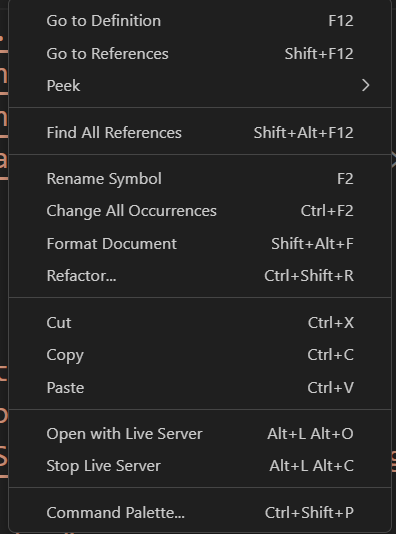 Go to Definition F12
Go to References Shift+F12
Peek
Find All References Shift+Alt+F12
Rename Symbol F2
Change All Occurrences Ctrl+F2
Format Document Shift+Alt+F
Refactor... Ctrl+Shift+R
Cut Ctrl+X
Copy Ctrl+C
Paste Ctrl+V
Open with Live Server Alt+L Alt+O
Stop Live Server Alt+L Alt+C
Command Palette... Ctrl+Shift+P